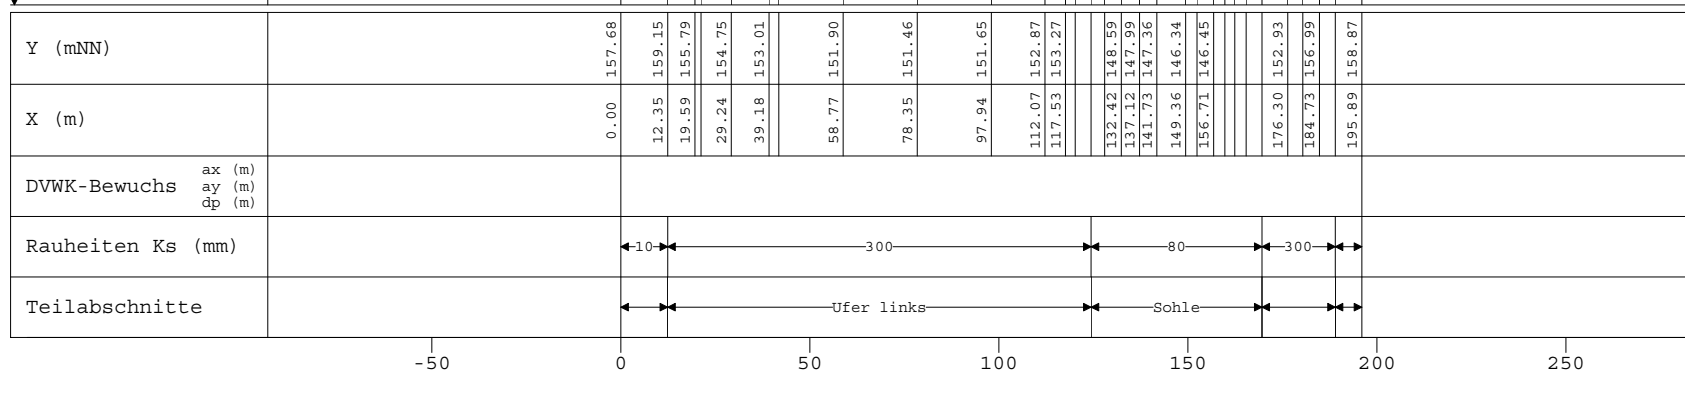 Y (mNN) 157.68 159.15 155.79 154.75 153.01 151.90 151.46 151.65 152.87 153.27 148.59 147.99 147.36 146.34 146.45 152.93 156.99 158.87
X (m) 0.00 12.35 19.59 29.24 39.18 58.77 78.35 97.94 112.07 117.53 132.42 137.12 141.73 149.36 156.71 176.30 184.73 195.89
DVWK-Bewuchs ax (m)
ay (m)
dp (m)
Rauheiten Ks (mm) 10 300 80 300
Teilabschnitte Ufer links Sohle
-50 0 50 100 150 200 250